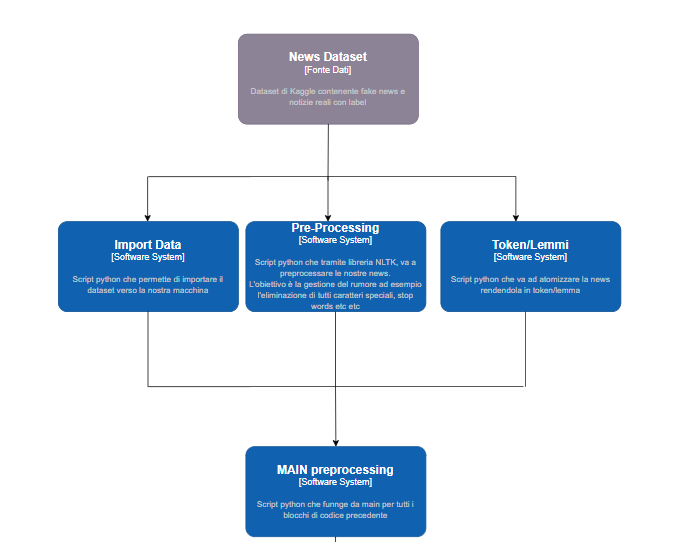 News Dataset
[Fonte Dati]
Dataset di Kaggle contenente fake news e
notizie reali con label
Import Data
[Software System]
Script python che permette di importare il
dataset verso la nostra macchina
Pre-Processing
[Software System]
Script python che tramite libreria NLTK, va a
preprocessare le nostre news.
L'obiettivo è la gestione del rumore ad esempio
l'eliminazione di tutti caratteri speciali, stop
words etc etc
Token/Lemmi
[Software System]
Script python che va ad atomizzare la news
rendendola in token/lemma
MAIN preprocessing
[Software System]
Script python che funnge da main per tutti i
blocchi di codice precedente